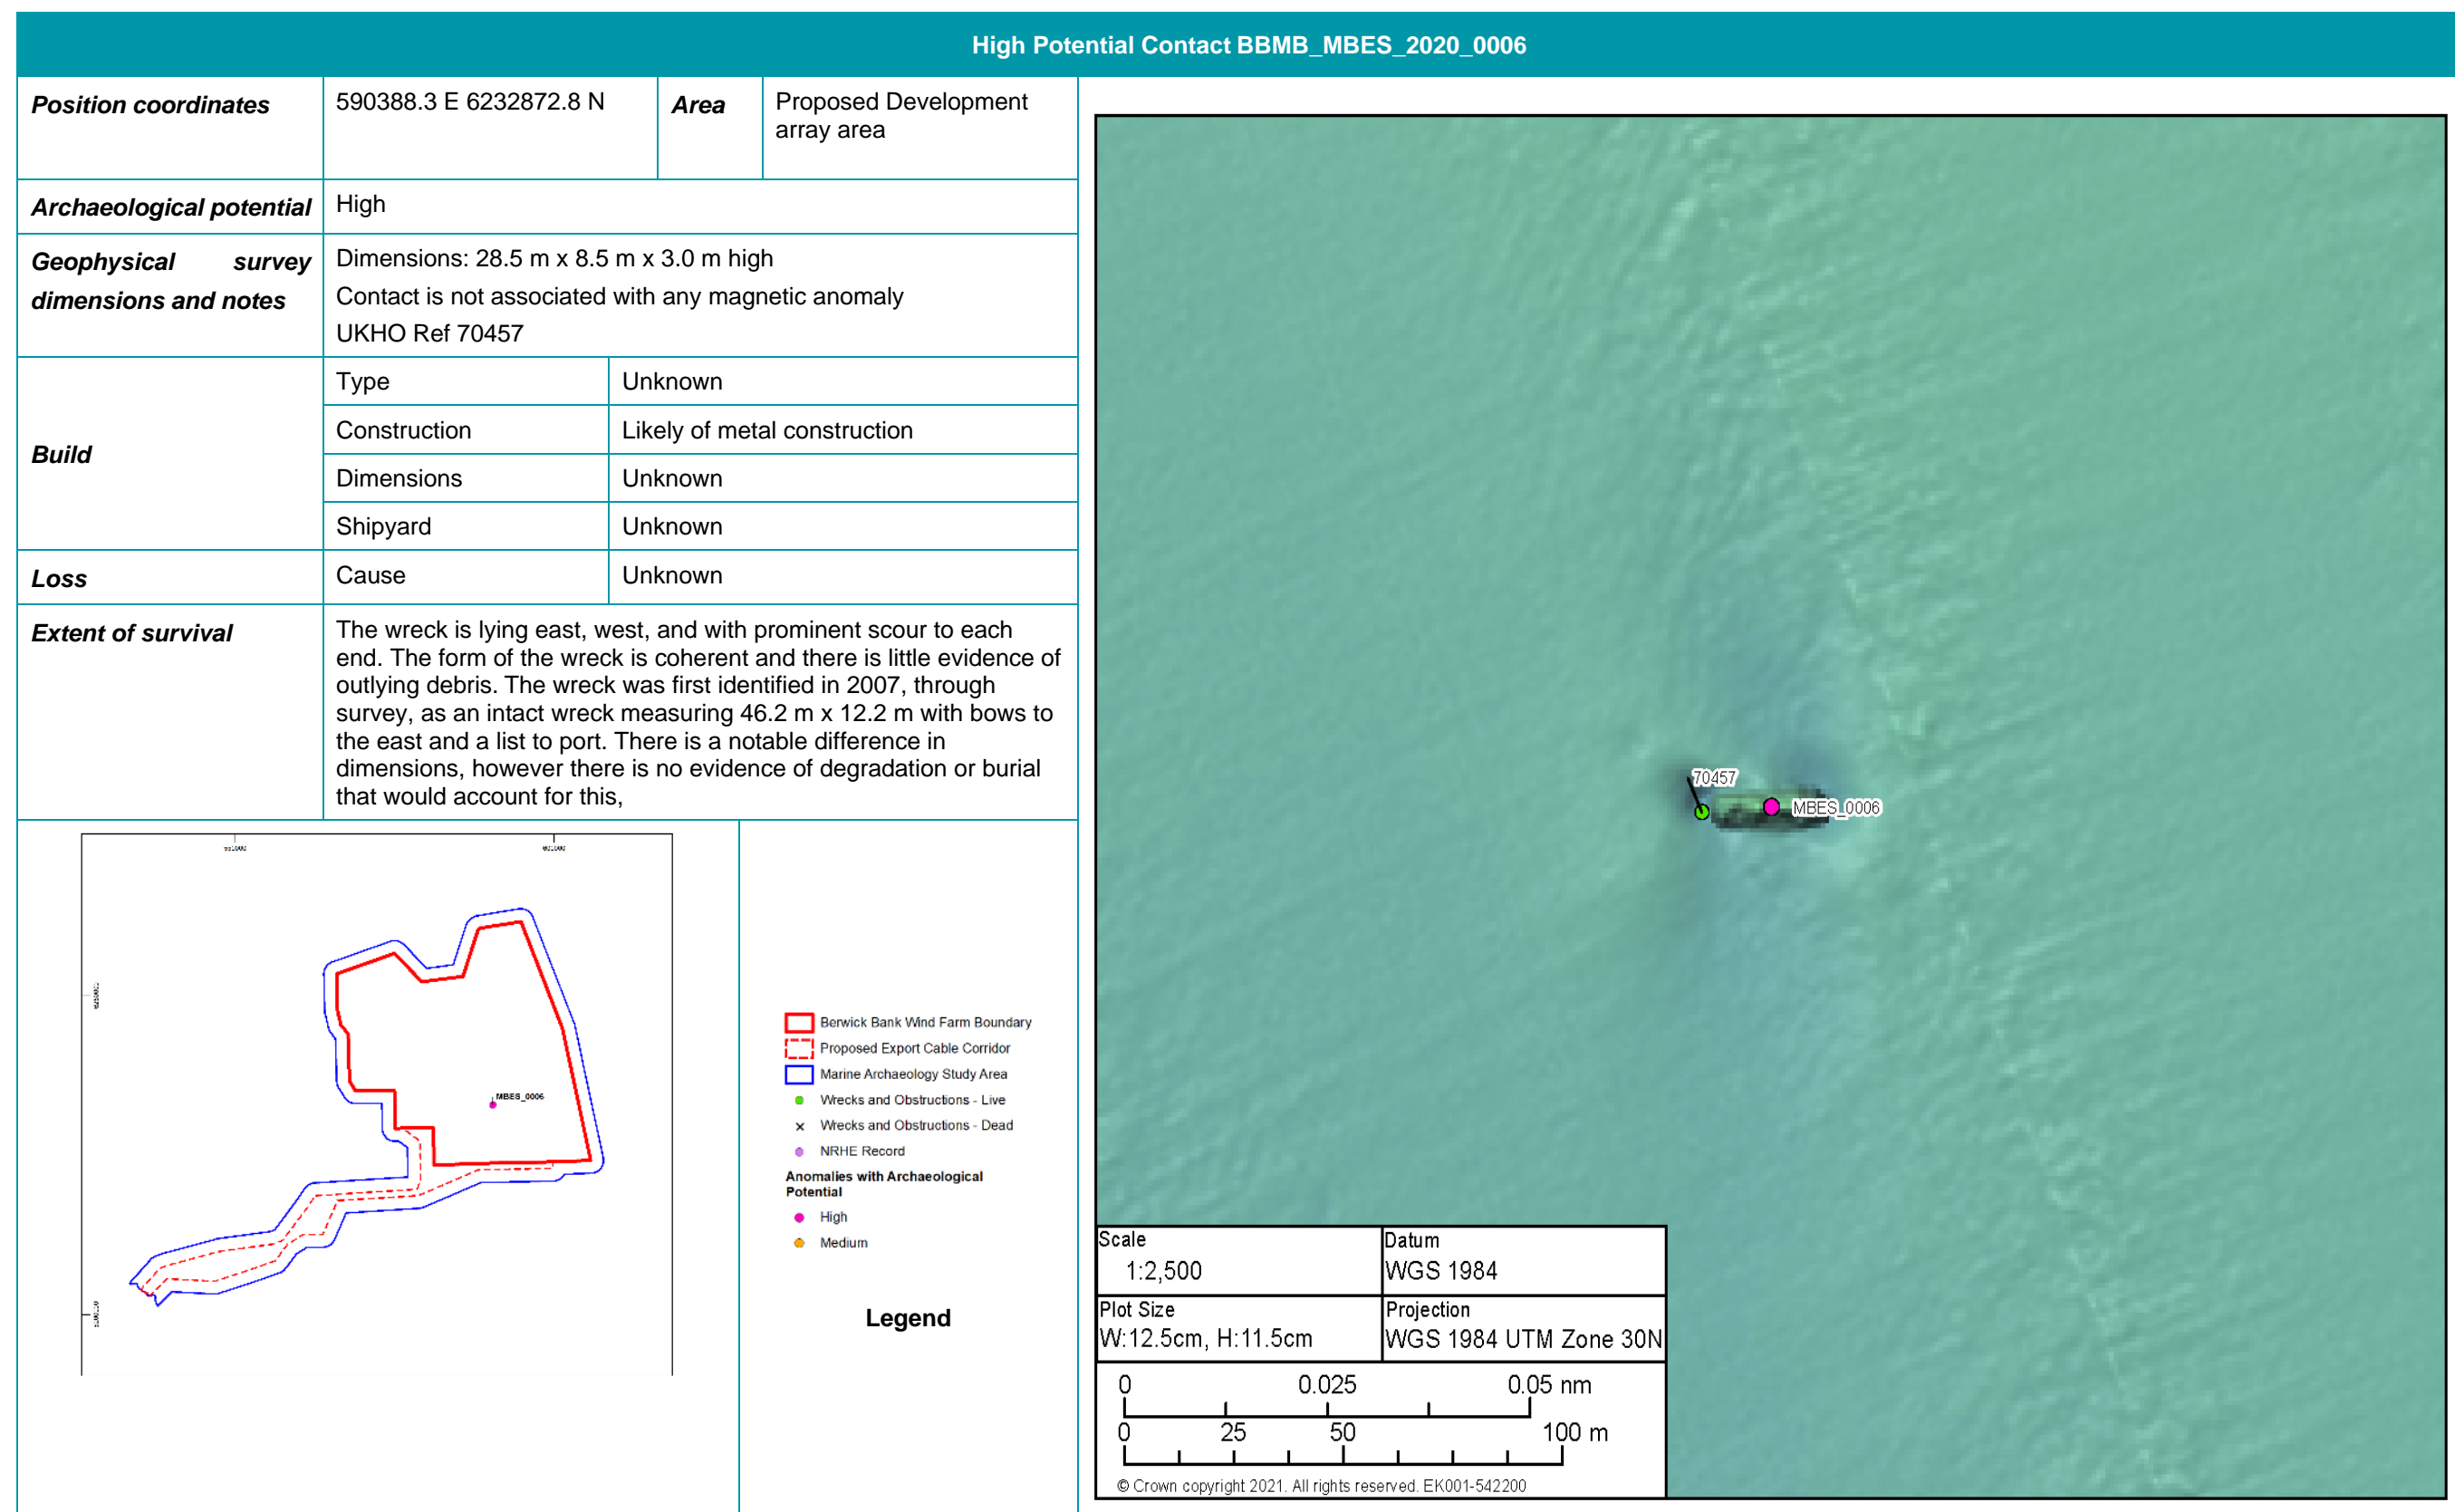 High Potential Contact BBMB_MBES_2020_0006
Position coordinates
590388.3 E 6232872.8 N
Area
Proposed Development
array area
Archaeological potential
High
Geophysical survey
dimensions and notes
Dimensions: 28.5 m x 8.5 m x 3.0 m high
Contact is not associated with any magnetic anomaly
UKHO Ref 70457
Build
Type
Unknown
Construction
Likely of metal construction
Dimensions
Unknown
Shipyard
Unknown
Loss
Cause
Unknown
Extent of survival
The wreck is lying east, west, and with prominent scour to each
end. The form of the wreck is coherent and there is little evidence of
outlying debris. The wreck was first identified in 2007, through
survey, as an intact wreck measuring 46.2 m x 12.2 m with bows to
the east and a list to port. There is a notable difference in
dimensions, however there is no evidence of degradation or burial
that would account for this,
MBES_0006
Berwick Bank Wind Farm Boundary
Proposed Export Cable Corridor
Marine Archaeology Study Area
Wrecks and Obstructions - Live
Wrecks and Obstructions - Dead
NRHE Record
Anomalies with Archaeological
Potential
High
Medium
Legend
70457
MBES_0006
Scale
1:2,500
Datum
WGS 1984
Plot Size
W:12.5cm, H:11.5cm
Projection
WGS 1984 UTM Zone 30N
0 0.025 0.05 nm
0 25 50 100 m
© Crown copyright 2021. All rights reserved. EK001-542200